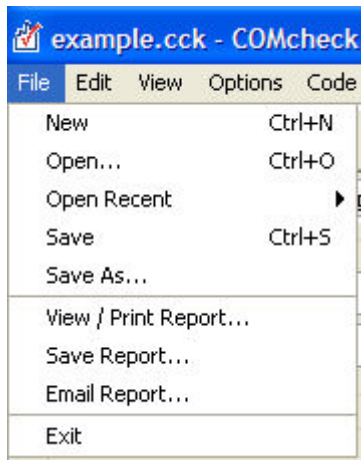 example.cck - COMcheck
File Edit View Options Code
New Ctrl+N
Open... Ctrl+O
Open Recent
Save Ctrl+S
Save As...
View / Print Report...
Save Report...
Email Report...
Exit